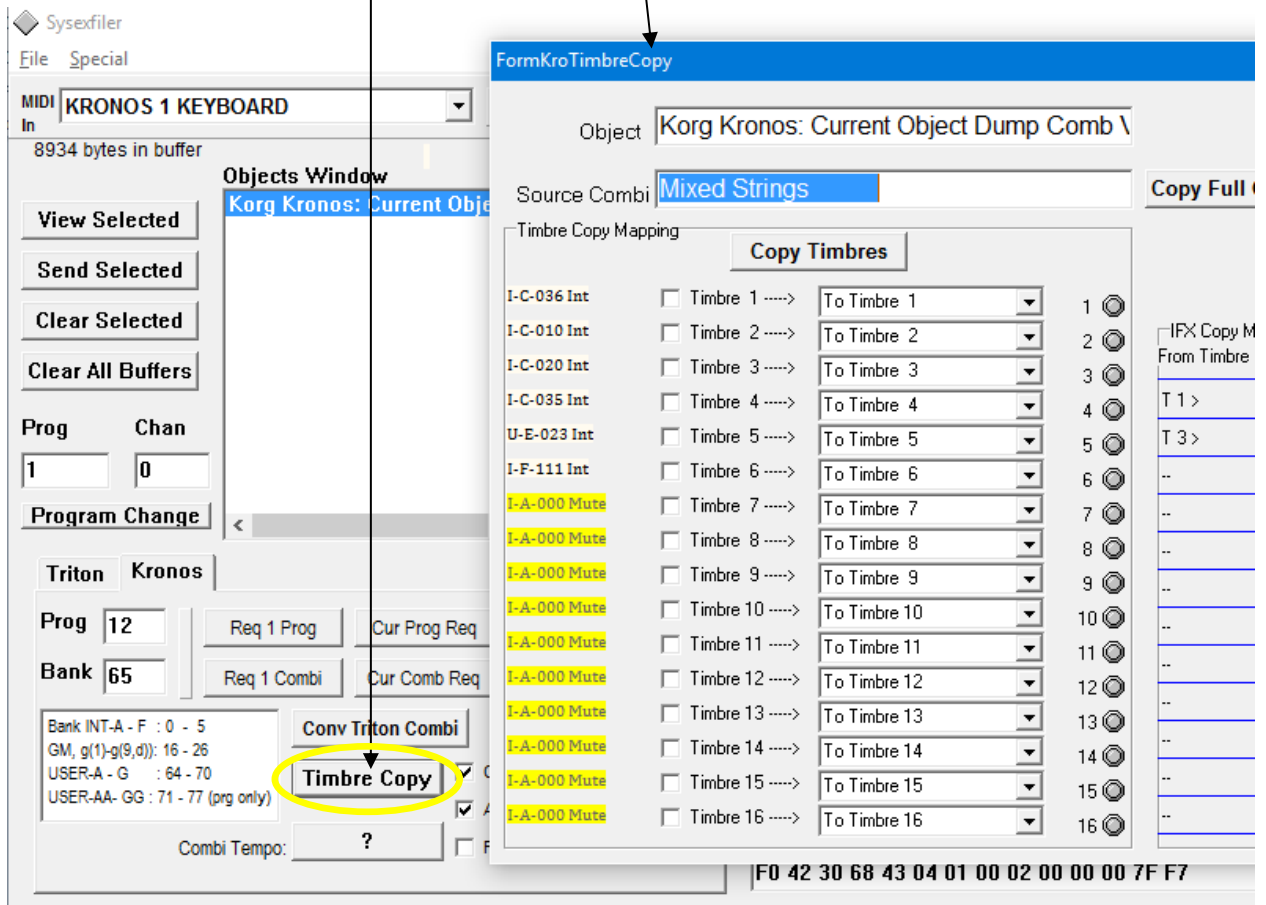 Sysexfiler
File Special
MIDI In KRONOS 1 KEYBOARD
8934 bytes in buffer
Objects Window
Korg Kronos: Current Obje
View Selected
Send Selected
Clear Selected
Clear All Buffers
Prog Chan
1 0
Program Change
<
Triton Kronos
Prog 12
Req 1 Prog Cur Prog Req
Bank 65
Req 1 Combi Cur Comb Req
Bank INT-A - F : 0 - 5
GM, g(1)-g(9,d)): 16 - 26
USER-A - G : 64 - 70
USER-AA- GG : 71 - 77 (prg only)
Conv Triton Combi
Timbre Copy
Combi Tempo: ?
FormKroTimbreCopy
Object Korg Kronos: Current Object Dump Comb
Source Combi Mixed Strings
Copy Full
Timbre Copy Mapping
Copy Timbres
I-C-036 Int Timbre 1 -----> To Timbre 1 1
I-C-010 Int Timbre 2 -----> To Timbre 2 2
I-C-020 Int Timbre 3 -----> To Timbre 3 3
I-C-035 Int Timbre 4 -----> To Timbre 4 4
U-E-023 Int Timbre 5 -----> To Timbre 5 5
I-F-111 Int Timbre 6 -----> To Timbre 6 6
I-A-000 Mute Timbre 7 -----> To Timbre 7 7
I-A-000 Mute Timbre 8 -----> To Timbre 8 8
I-A-000 Mute Timbre 9 -----> To Timbre 9 9
I-A-000 Mute Timbre 10 -----> To Timbre 10 10
I-A-000 Mute Timbre 11 -----> To Timbre 11 11
I-A-000 Mute Timbre 12 -----> To Timbre 12 12
I-A-000 Mute Timbre 13 -----> To Timbre 13 13
I-A-000 Mute Timbre 14 -----> To Timbre 14 14
I-A-000 Mute Timbre 15 -----> To Timbre 15 15
I-A-000 Mute Timbre 16 -----> To Timbre 16 16
IFX Copy M
From Timbre
T 1 >
T 3 >
--
--
--
--
--
--
--
--
--
--
--
F0 42 30 68 43 04 01 00 02 00 00 00 7F F7